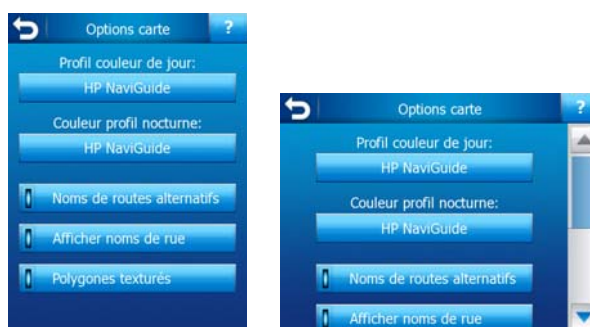 Options carte ?
Profil couleur de jour:
HP NaviGuide
Couleur profil nocturne:
HP NaviGuide
Noms de routes alternatifs
Afficher noms de rue
Polygones texturés
Options carte ?
Profil couleur de jour:
HP NaviGuide
Couleur profil nocturne:
HP NaviGuide
Noms de routes alternatifs
Afficher noms de rue